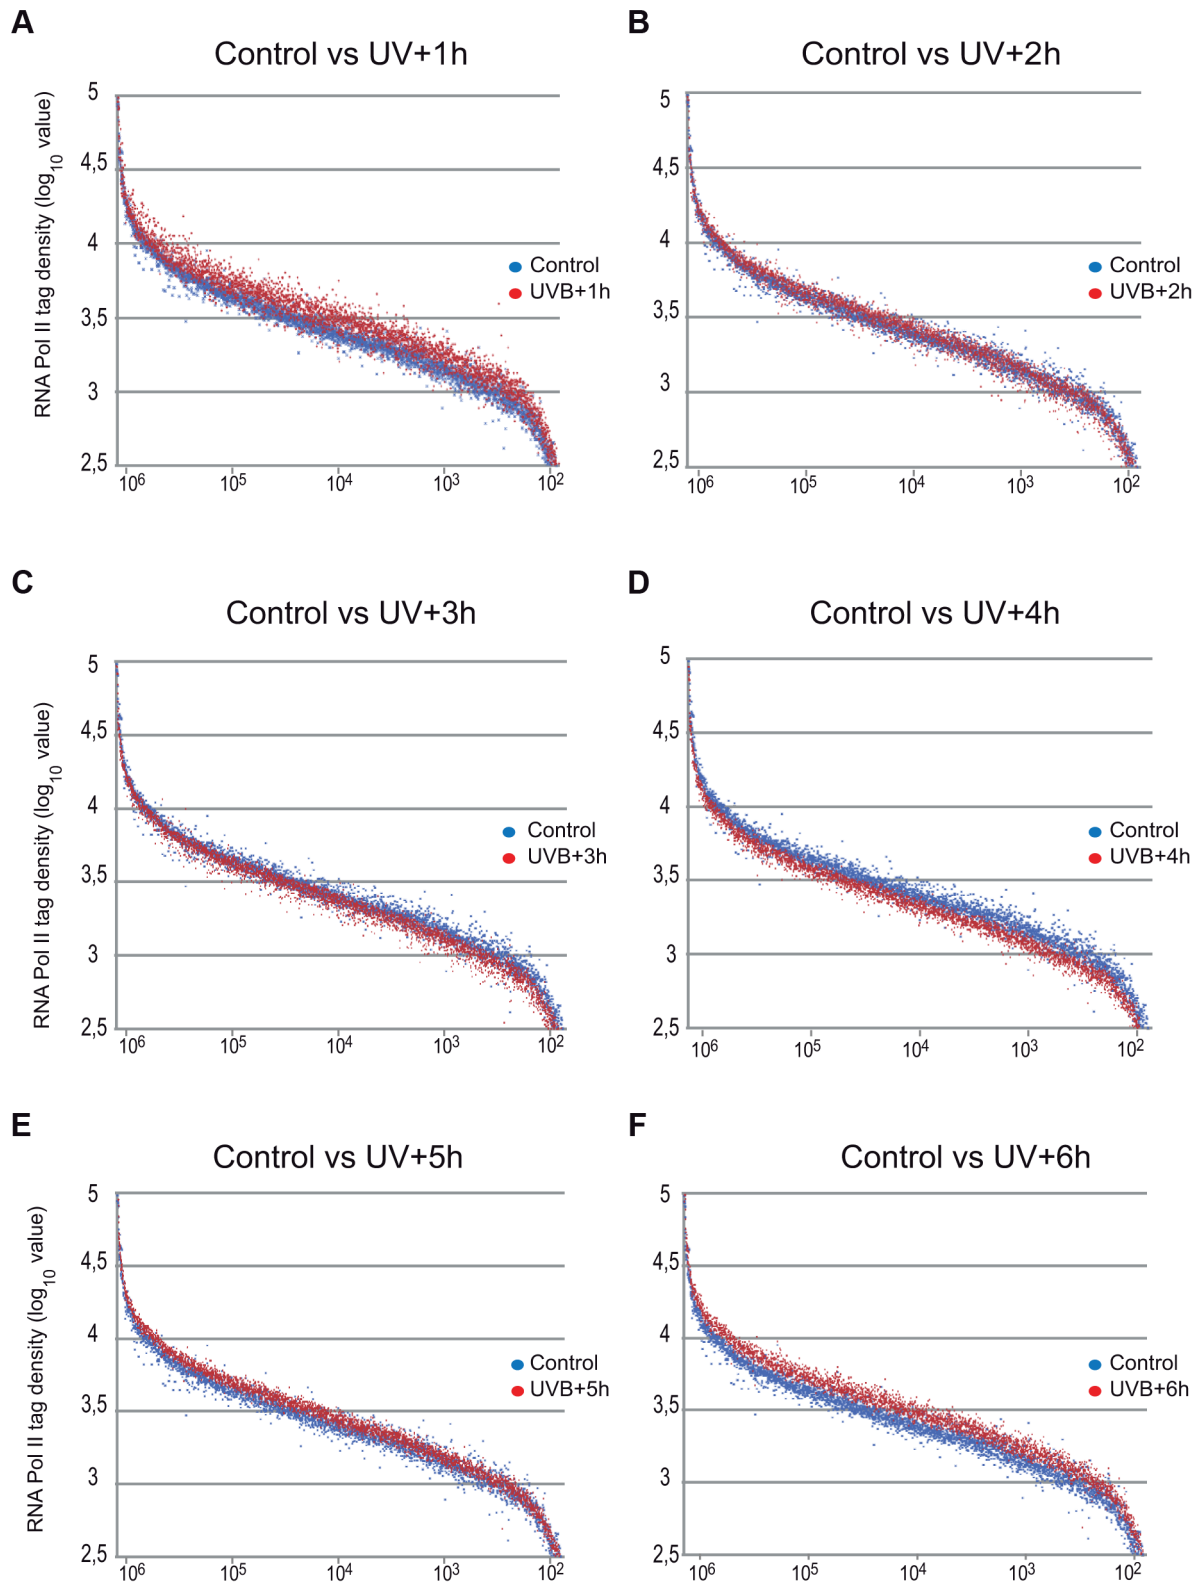 A
B
Control vs UV+1h
Control vs UV+2h
RNA Pol II tag density (log10 value)
5
4,5
4
3,5
3
2,5
10^6 10^5 10^4 10^3 10^2
Control
UVB+1h
5
4,5
4
3,5
3
2,5
10^6 10^5 10^4 10^3 10^2
Control
UVB+2h
C
D
Control vs UV+3h
Control vs UV+4h
RNA Pol II tag density (log10 value)
5
4,5
4
3,5
3
2,5
10^6 10^5 10^4 10^3 10^2
Control
UVB+3h
5
4,5
4
3,5
3
2,5
10^6 10^5 10^4 10^3 10^2
Control
UVB+4h
E
F
Control vs UV+5h
Control vs UV+6h
RNA Pol II tag density (log10 value)
5
4,5
4
3,5
3
2,5
10^6 10^5 10^4 10^3 10^2
Control
UVB+5h
5
4,5
4
3,5
3
2,5
10^6 10^5 10^4 10^3 10^2
Control
UVB+6h